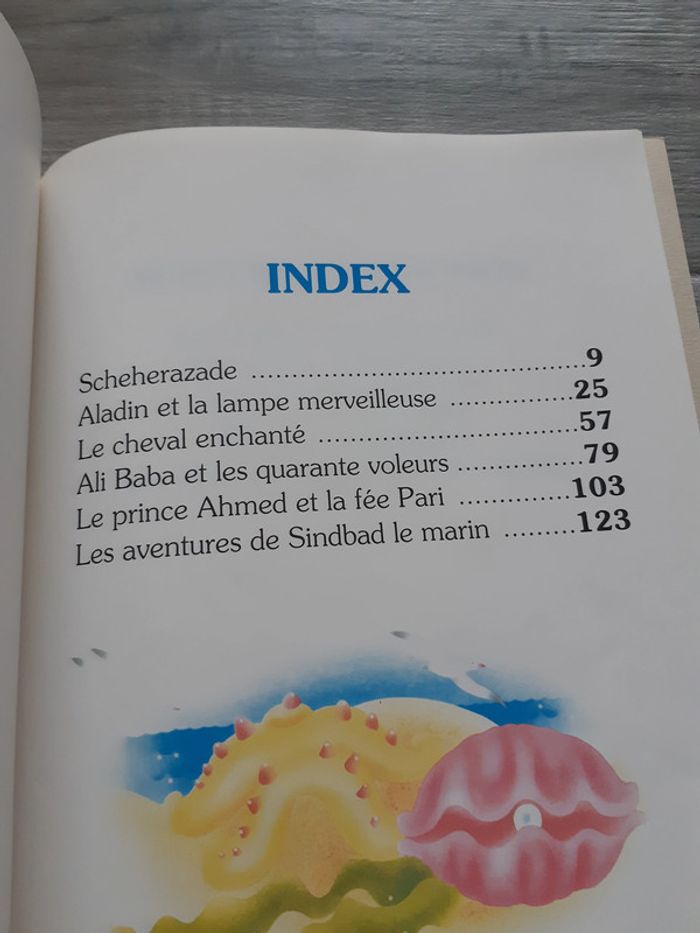 INDEX
Scheherazade ........................................9
Aladin et la lampe merveilleuse ...............25
Le cheval enchanté ................................57
Ali Baba et les quarante voleurs ...............79
Le prince Ahmed et la fée Pari .............103
Les aventures de Sindbad le marin .........123